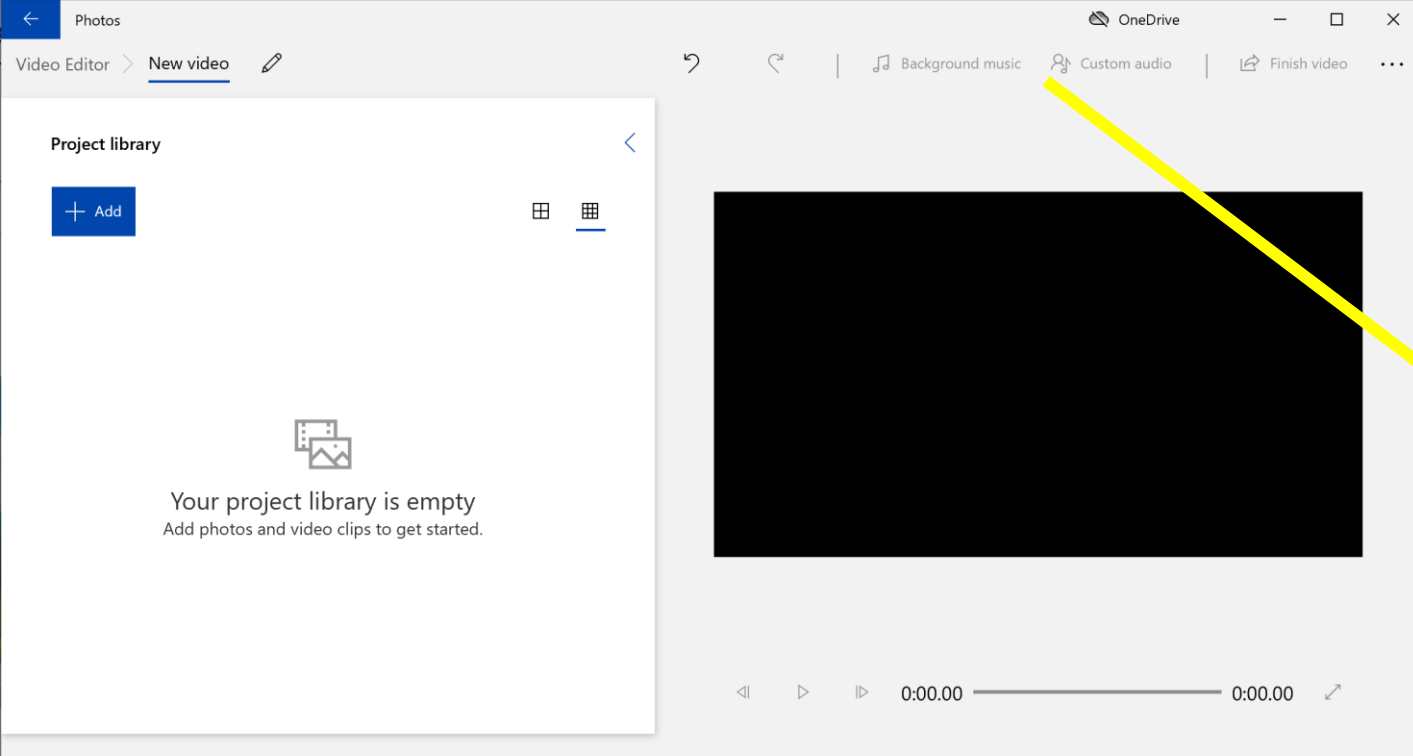 Photos
OneDrive
Video Editor
New video
Background music
Custom audio
Finish video
Project library
Add
Your project library is empty
Add photos and video clips to get started.
0:00.00
0:00.00